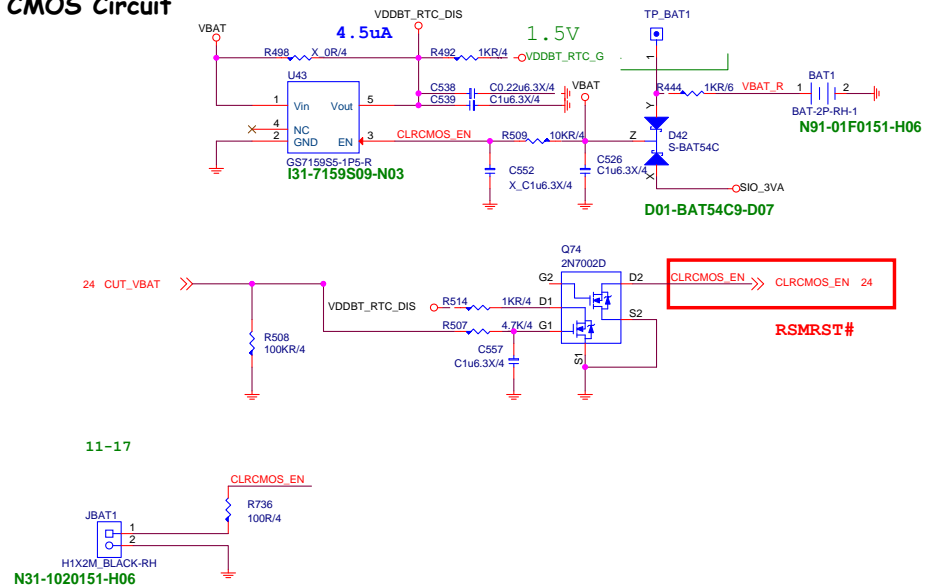 CMOS Circuit
VBAT
4.5uA
VDDBT_RTC_DIS
1.5V
TP_BAT1
R498 X_0R/4
R492 1KR/4
VDDBT_RTC_G
1
U43
C538 C0.22u6.3X/4
C539 C1u6.3X/4
VBAT
R444 1KR/6
VBAT_R
1
BAT1
2
BAT-2P-RH-1
N91-01F0151-H06
1 Vin Vout 5
4 NC
2 GND EN 3
CLRCMOS_EN
R509 10KR/4
Y
Z
X
D42
S-BAT54C
GS7159S5-1P5-R
I31-7159S09-N03
C552
X_C1u6.3X/4
C526
C1u6.3X/4
SIO_3VA
D01-BAT54C9-D07
Q74
2N7002D
24 CUT_VBAT
G2
D2
CLRCMOS_EN
CLRCMOS_EN 24
VDDBT_RTC_DIS
R514 1KR/4
D1
S2
R507 4.7K/4
G1
RSMRST#
R508
100KR/4
C557
C1u6.3X/4
S1
11-17
CLRCMOS_EN
R736
100R/4
JBAT1
1
2
H1X2M_BLACK-RH
N31-1020151-H06